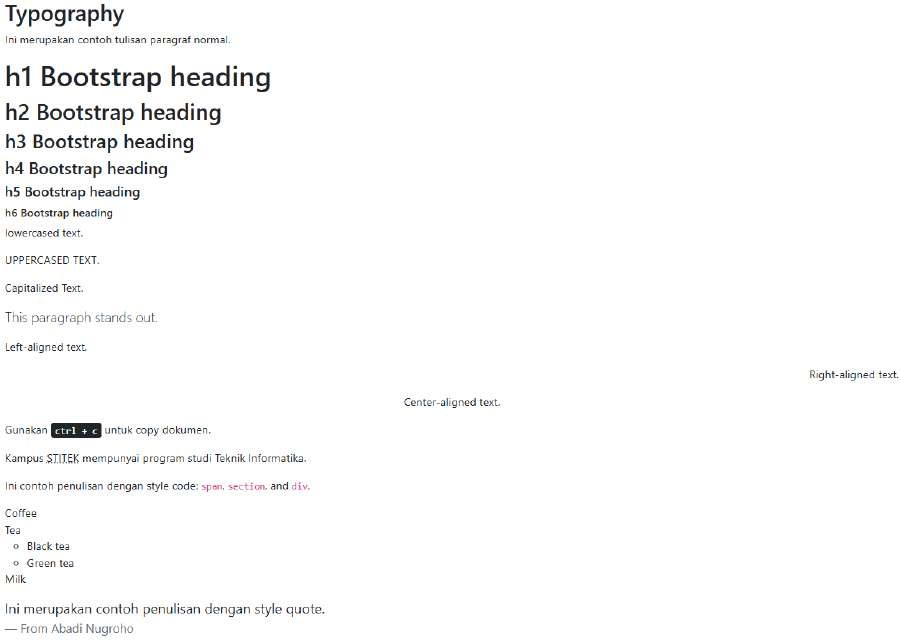 Typography
Ini merupakan contoh tulisan paragraf normal.
h1 Bootstrap heading
h2 Bootstrap heading
h3 Bootstrap heading
h4 Bootstrap heading
h5 Bootstrap heading
h6 Bootstrap heading
lowercased text.
UPPERCASED TEXT.
Capitalized Text.
This paragraph stands out.
Left-aligned text.
Right-aligned text.
Center-aligned text.
Gunakan ctrl + c untuk copy dokumen.
Kampus STITEK mempunyai program studi Teknik Informatika.
Ini contoh penulisan dengan style code: span, section, and div.
Coffee
Tea
Black tea
Green tea
Milk
Ini merupakan contoh penulisan dengan style quote.
— From Abadi Nugroho